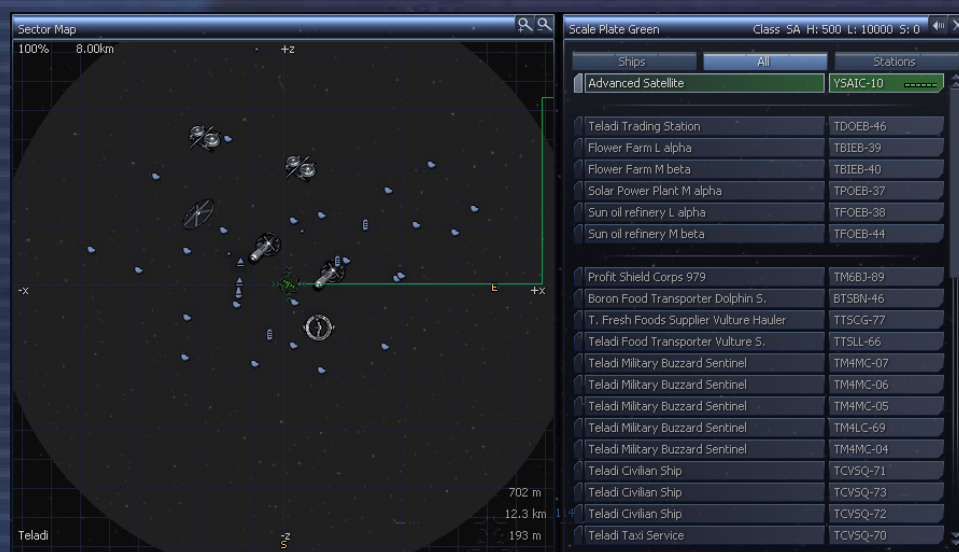 Sector Map
100% 8.00km
+z
-x
+x
E
702 m
12.3 km
193 m
1.4
Teladi
-z
S
Scale Plate Green Class SA H: 500 L: 10000 S: 0
Ships All Stations
Advanced Satellite YSAIC-10
Teladi Trading Station TDOEB-46
Flower Farm L alpha TBIEB-39
Flower Farm M beta TBIEB-40
Solar Power Plant M alpha TPOEB-37
Sun oil refinery L alpha TFOEB-38
Sun oil refinery M beta TFOEB-44
Profit Shield Corps 979 TM6BJ-89
Boron Food Transporter Dolphin S. BTSBN-46
T. Fresh Foods Supplier Vulture Hauler TTSCG-77
Teladi Food Transporter Vulture S. TTSLL-66
Teladi Military Buzzard Sentinel TM4MC-07
Teladi Military Buzzard Sentinel TM4MC-06
Teladi Military Buzzard Sentinel TM4MC-05
Teladi Military Buzzard Sentinel TM4LC-69
Teladi Military Buzzard Sentinel TM4MC-04
Teladi Civilian Ship TCVSQ-71
Teladi Civilian Ship TCVSQ-73
Teladi Civilian Ship TCVSQ-72
Teladi Taxi Service TCVSQ-70